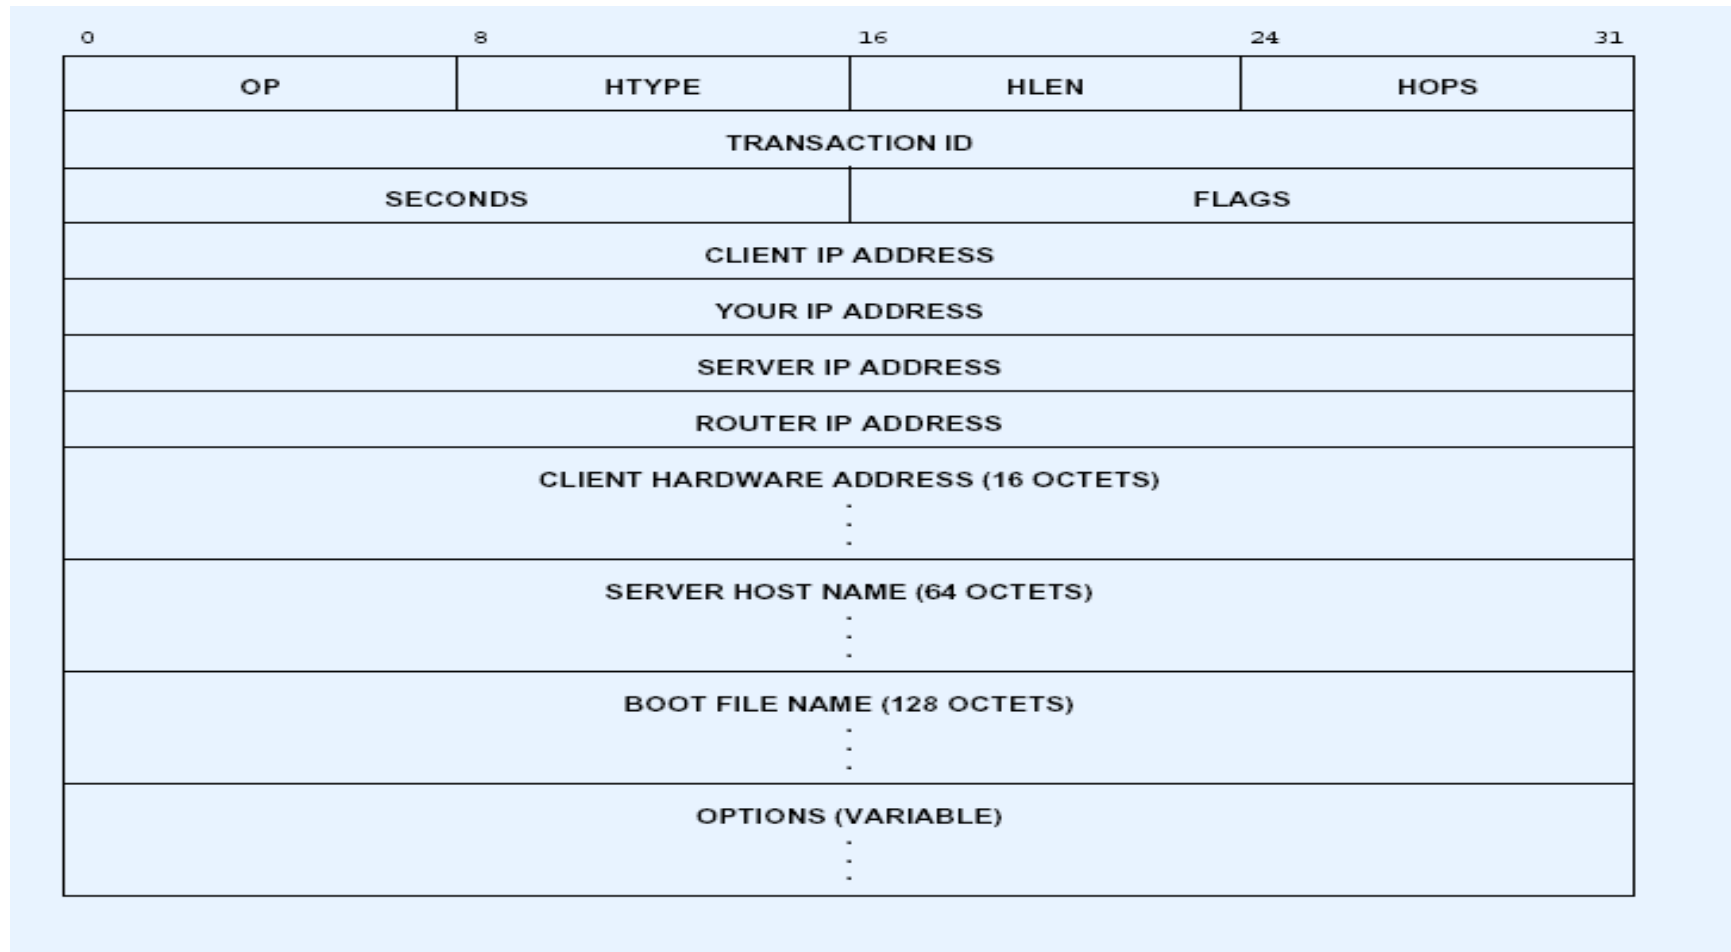 0 8 16 24 31
OP HTYPE HLEN HOPS
TRANSACTION ID
SECONDS FLAGS
CLIENT IP ADDRESS
YOUR IP ADDRESS
SERVER IP ADDRESS
ROUTER IP ADDRESS
CLIENT HARDWARE ADDRESS (16 OCTETS)
SERVER HOST NAME (64 OCTETS)
BOOT FILE NAME (128 OCTETS)
OPTIONS (VARIABLE)